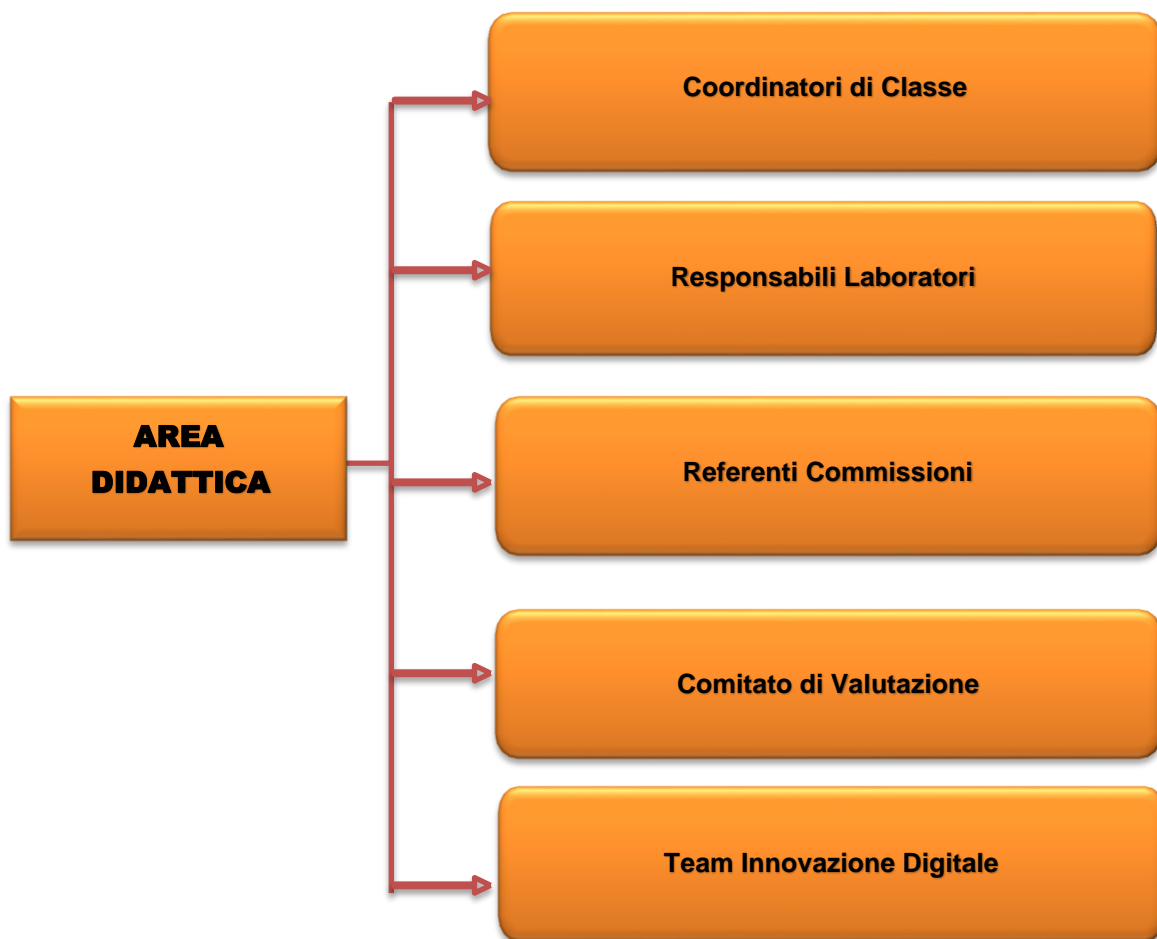 Coordinatori di Classe
Responsabili Laboratori
AREA
DIDATTICA
Referenti Commissioni
Comitato di Valutazione
Team Innovazione Digitale